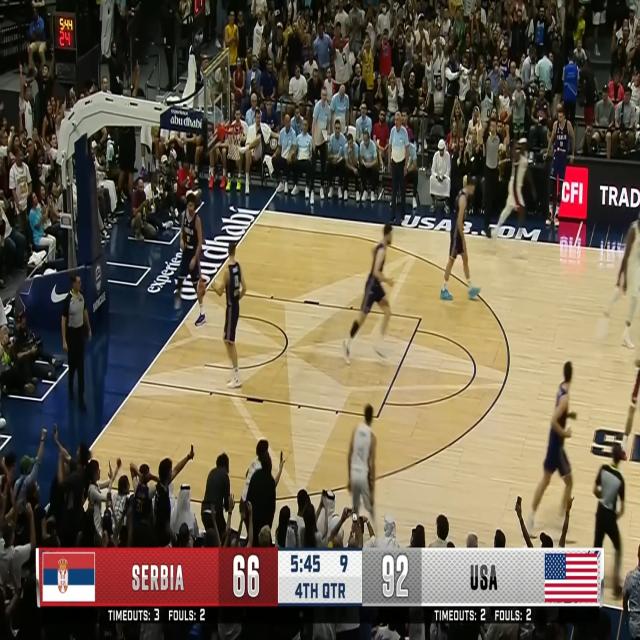 5:44
24
abu dhabi
experience
abu dhabi
USAB.COM
CFI
TRAD
SERBIA
66
5:45 9
4TH QTR
92
USA
TIMEOUTS: 3 FOULS: 2
TIMEOUTS: 2 FOULS: 2